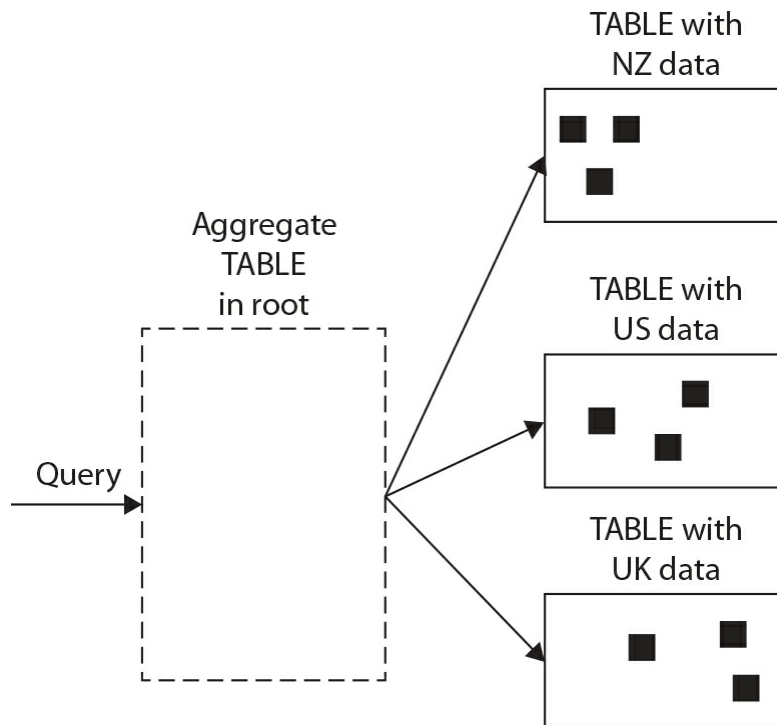 TABLE with
NZ data
Aggregate
TABLE
in root
TABLE with
US data
Query
TABLE with
UK data